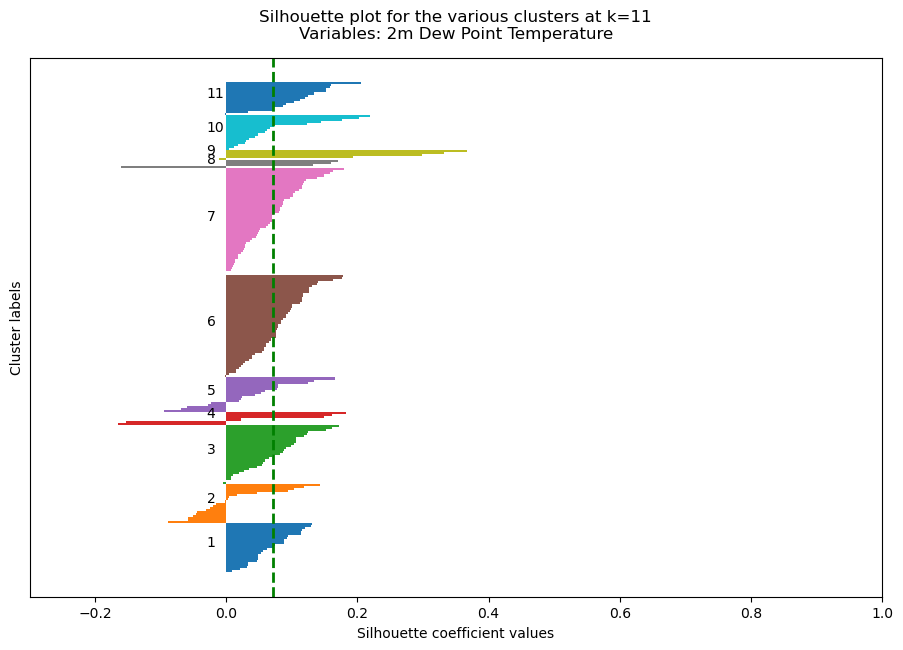 Silhouette plot for the various clusters at k=11
Variables: 2m Dew Point Temperature
Cluster labels
11
10
9
8
7
6
5
4
3
2
1
−0.2 0.0 0.2 0.4 0.6 0.8 1.0
Silhouette coefficient values